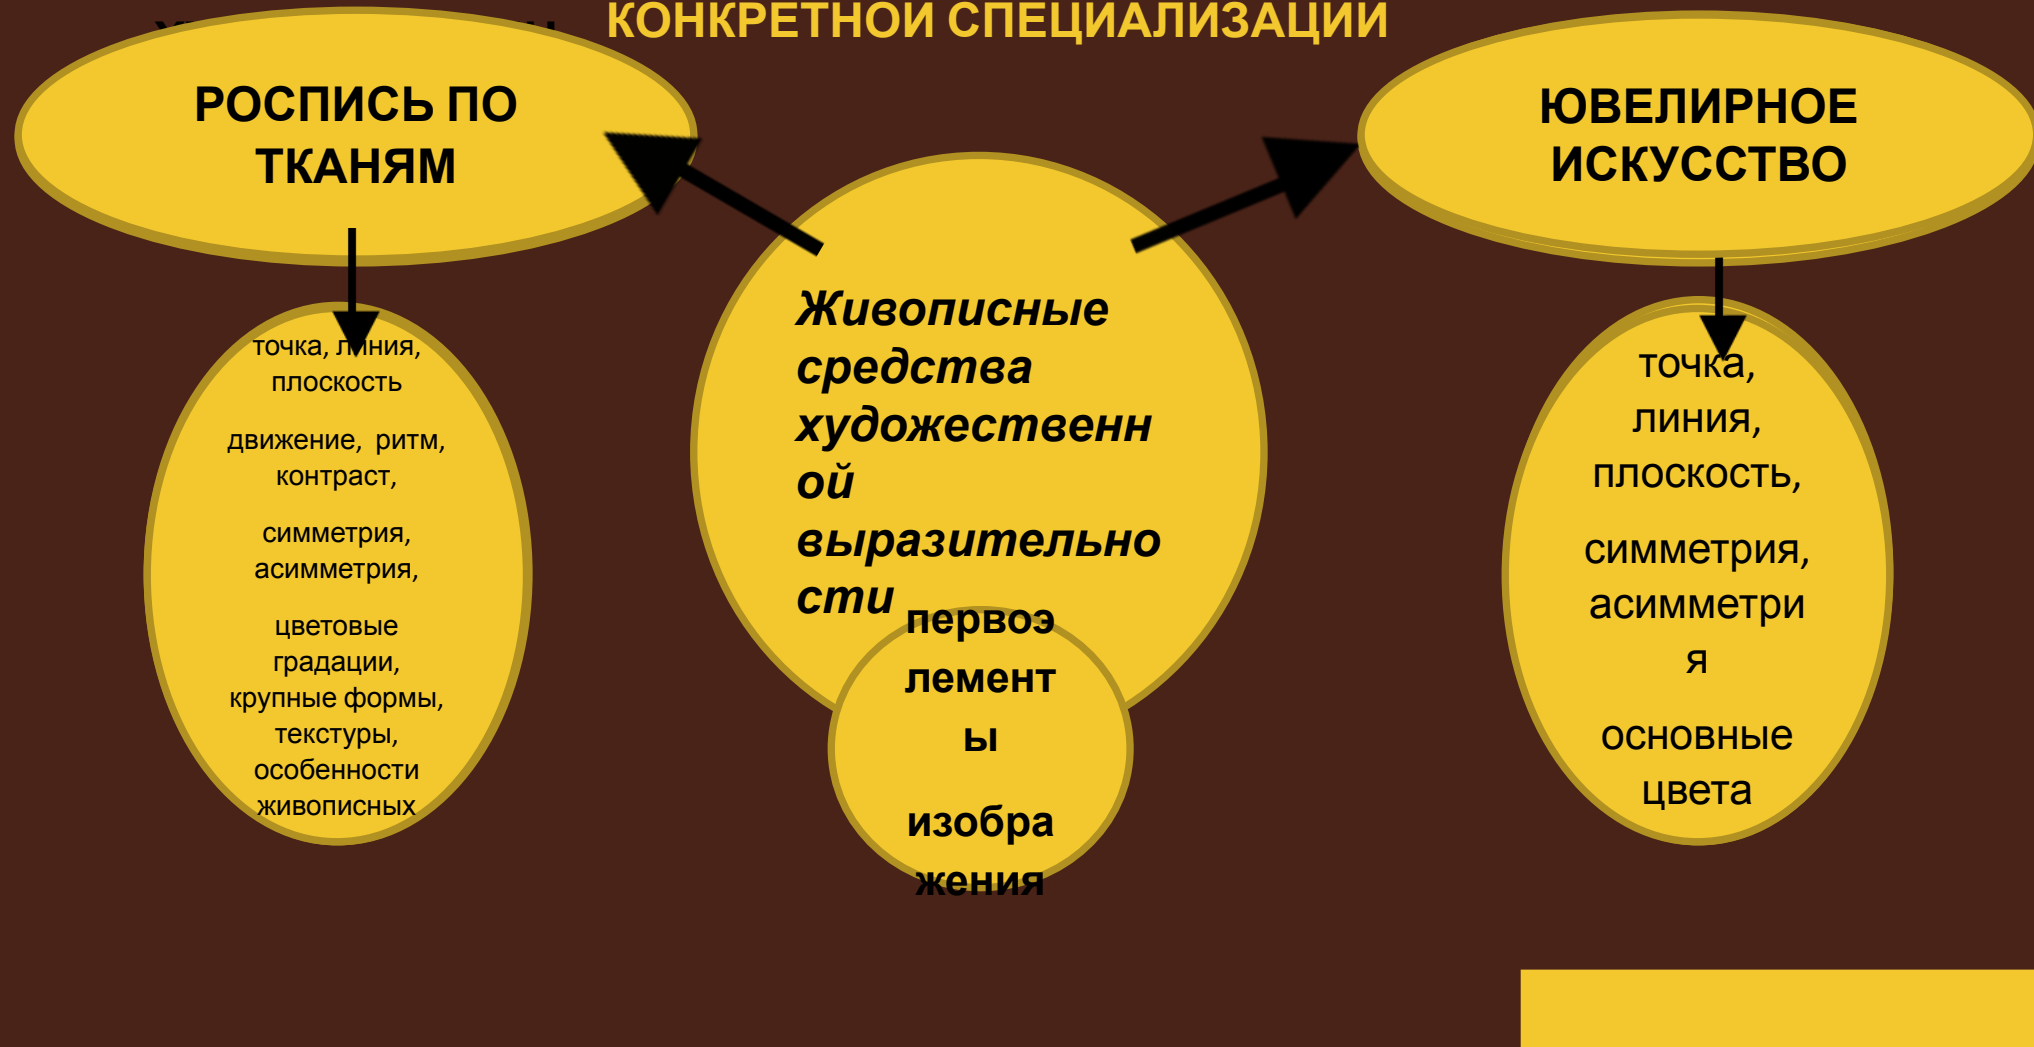 КОНКРЕТНОЙ СПЕЦИАЛИЗАЦИИ
РОСПИСЬ ПО
ТКАНЯМ
ЮВЕЛИРНОЕ
ИСКУССТВО
Живописные
средства
художественн
ой
выразительно
сти
первоэ
лемент
ы
изобра
жения
точка, линия,
плоскость
движение, ритм,
контраст,
симметрия,
асимметрия,
цветовые
градации,
крупные формы,
текстуры,
особенности
живописных
точка,
линия,
плоскость,
симметрия,
асимметри
я
основные
цвета